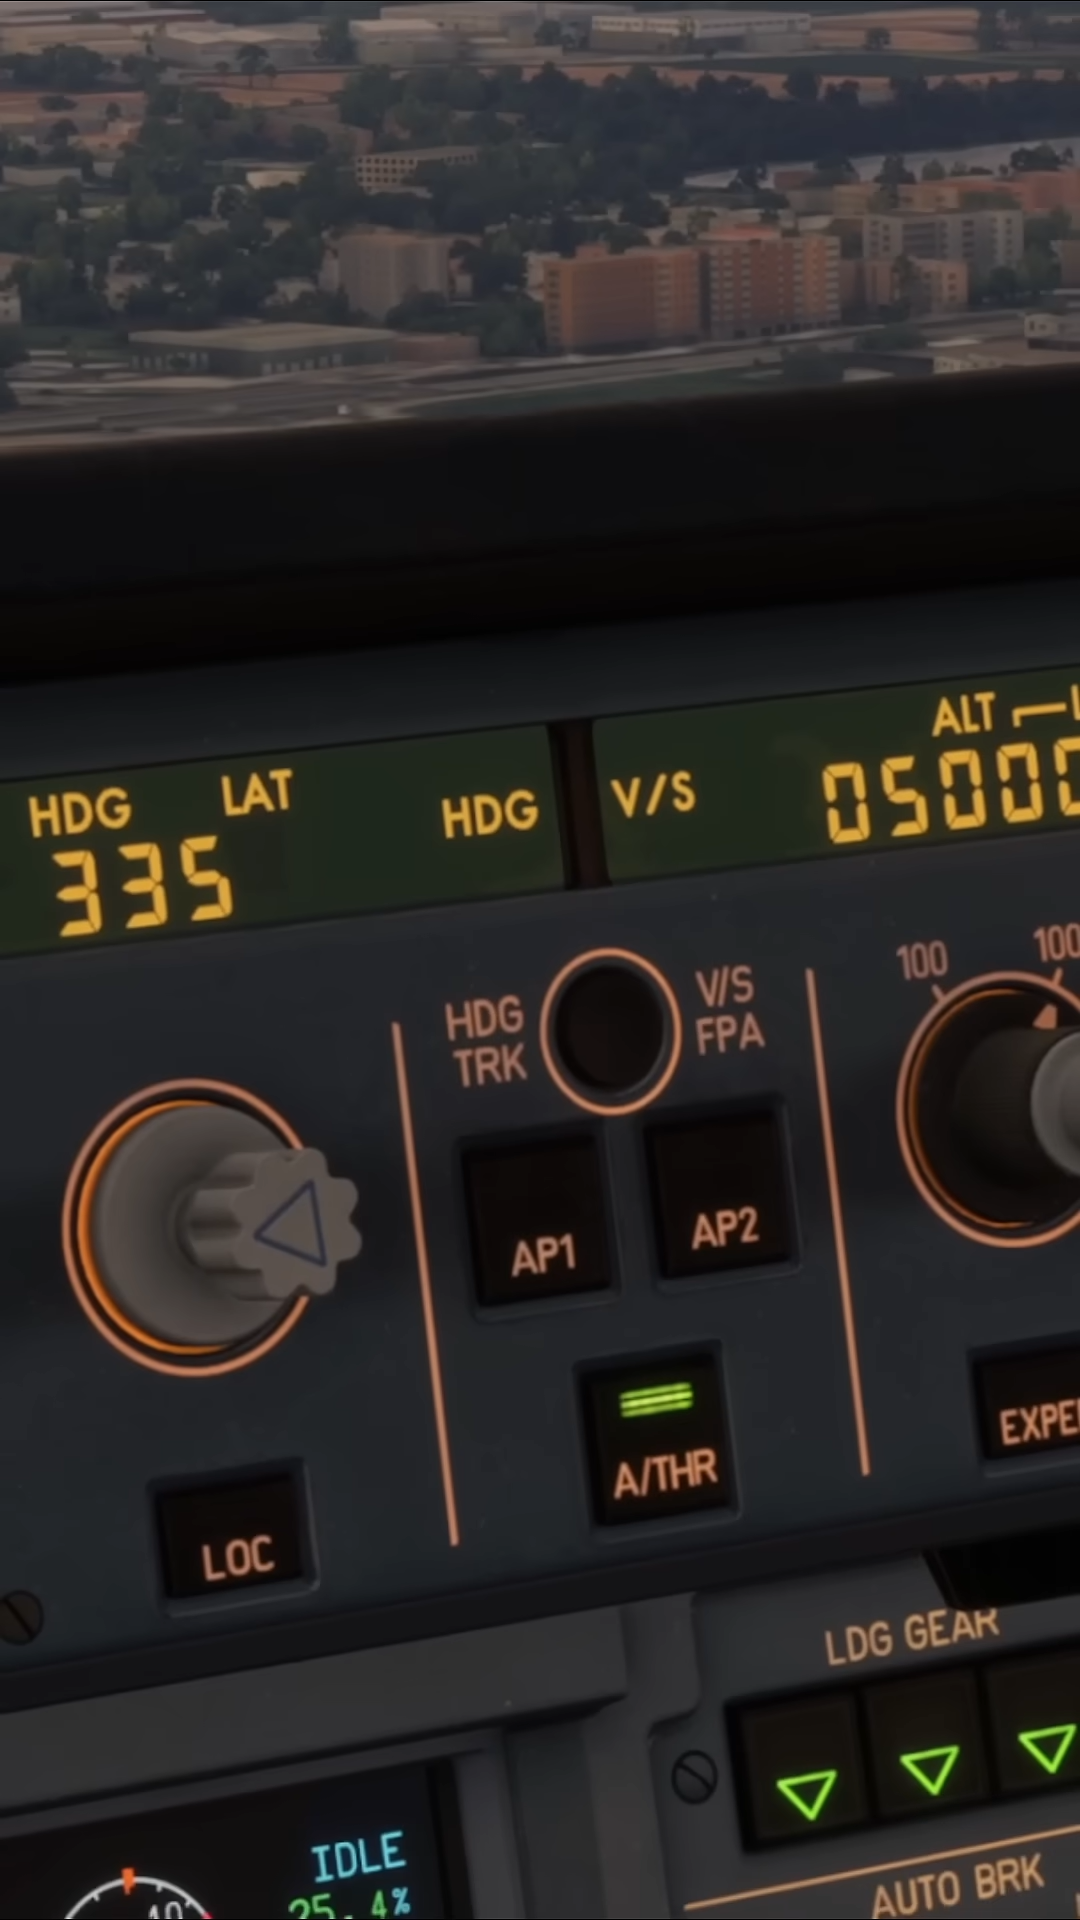 ALT
HDG LAT HDG V/S
335 05000
100 100
HDG V/S
TRK FPA
AP1 AP2
A/THR
LOC
LDG GEAR
IDLE
25.4%
AUTO BRK